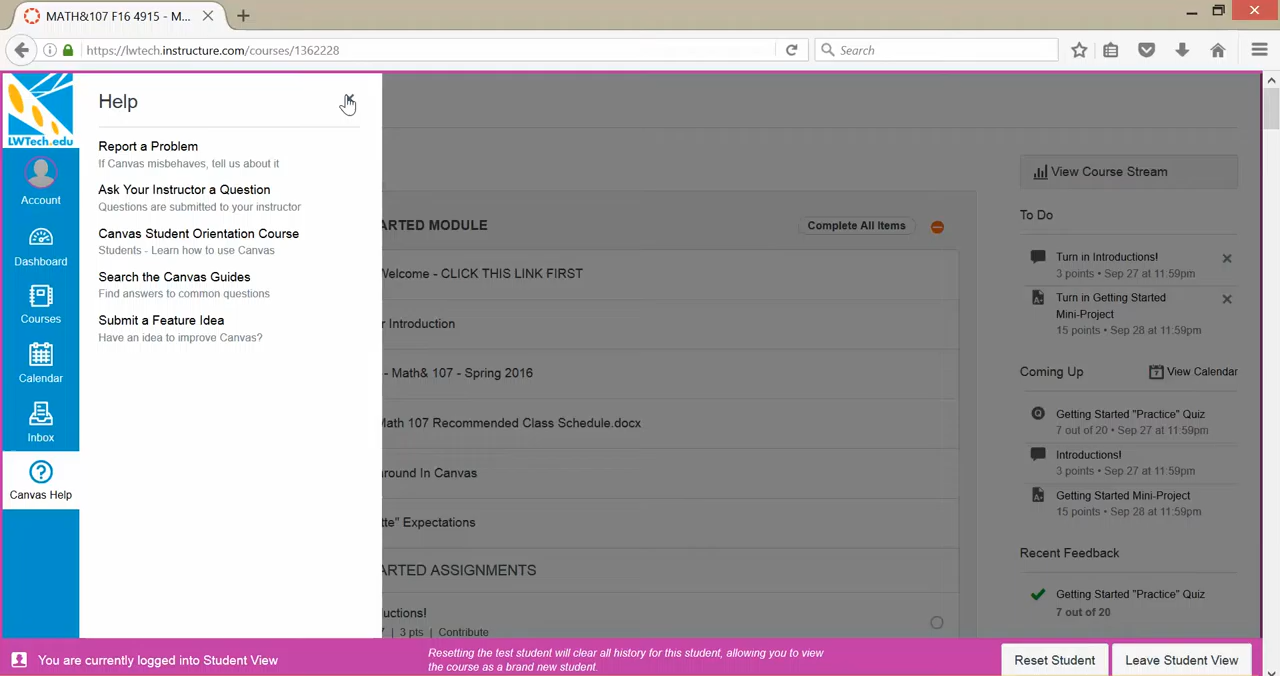 MATH&107 F16 4915 - M...
https://lwtech.instructure.com/courses/1362228
Search
LWTech.edu
Account
Dashboard
Courses
Calendar
Inbox
Canvas Help
Help
Report a Problem
If Canvas misbehaves, tell us about it
Ask Your Instructor a Question
Questions are submitted to your instructor
Canvas Student Orientation Course
Students - Learn how to use Canvas
Search the Canvas Guides
Find answers to common questions
Submit a Feature Idea
Have an idea to improve Canvas?
ARTED MODULE
Complete All Items
Welcome - CLICK THIS LINK FIRST
r Introduction
- Math& 107 - Spring 2016
Math 107 Recommended Class Schedule.docx
round In Canvas
tte" Expectations
ARTED ASSIGNMENTS
uctions!
| 3 pts | Contribute
View Course Stream
To Do
Turn in Introductions!
3 points • Sep 27 at 11:59pm
Turn in Getting Started
Mini-Project
15 points • Sep 28 at 11:59pm
Coming Up
View Calendar
Getting Started "Practice" Quiz
7 out of 20 • Sep 27 at 11:59pm
Introductions!
3 points • Sep 27 at 11:59pm
Getting Started Mini-Project
15 points • Sep 28 at 11:59pm
Recent Feedback
Getting Started "Practice" Quiz
7 out of 20
You are currently logged into Student View
Resetting the test student will clear all history for this student, allowing you to view
the course as a brand new student.
Reset Student
Leave Student View